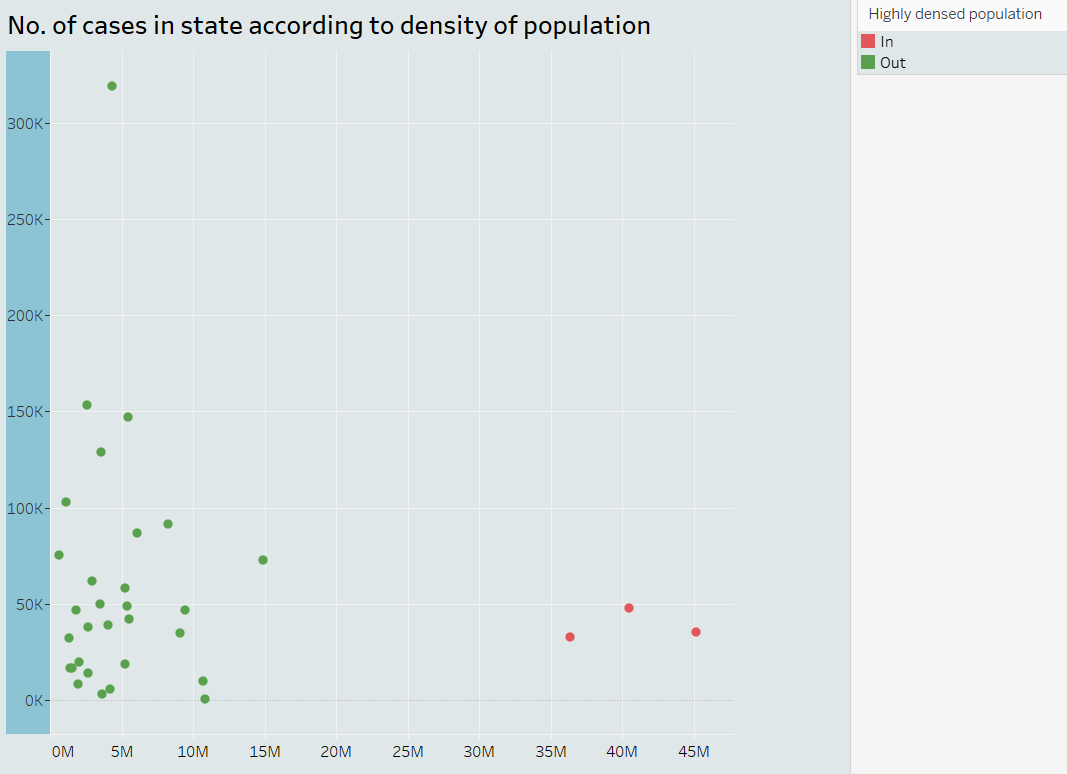 No. of cases in state according to density of population
Highly densed population
In
Out
300K
250K
200K
150K
100K
50K
0K
0M 5M 10M 15M 20M 25M 30M 35M 40M 45M